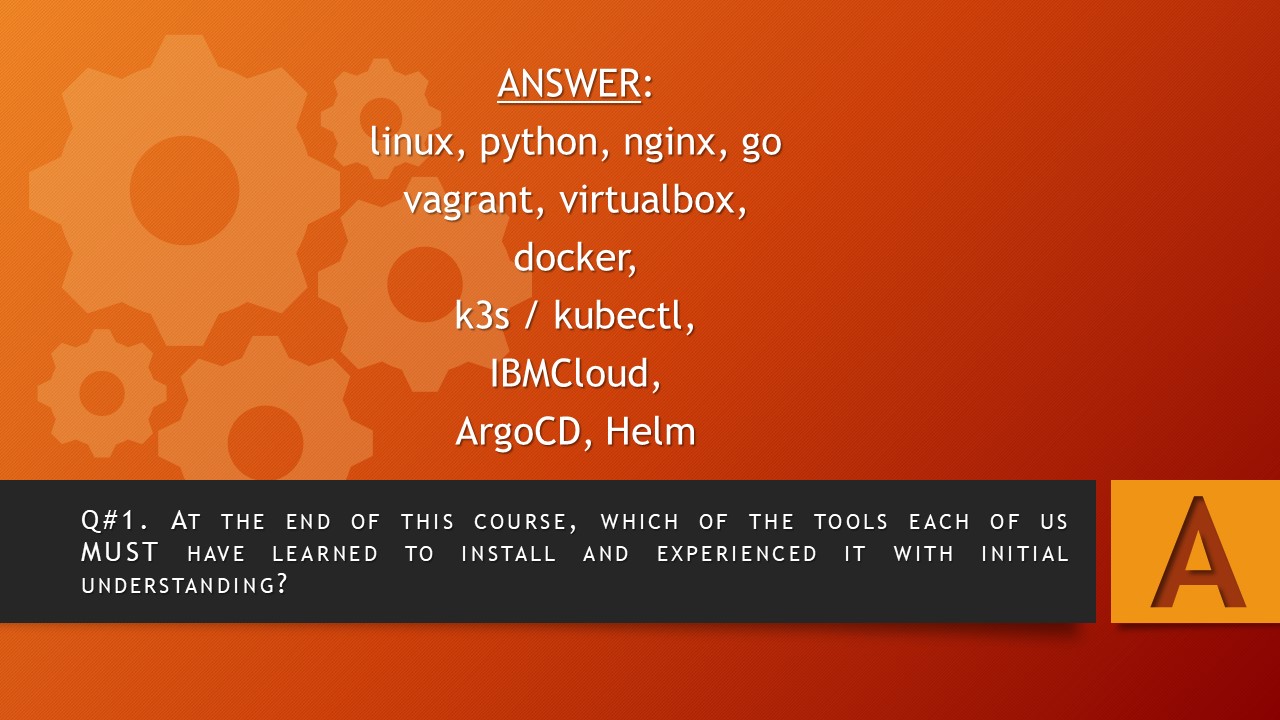 ANSWER:
linux, python, nginx, go
vagrant, virtualbox,
docker,
k3s / kubectl,
IBMCloud,
ArgoCD, Helm
Q#1. At the end of this course, which of the tools each of us
MUST have learned to install and experienced it with initial
understanding?
A